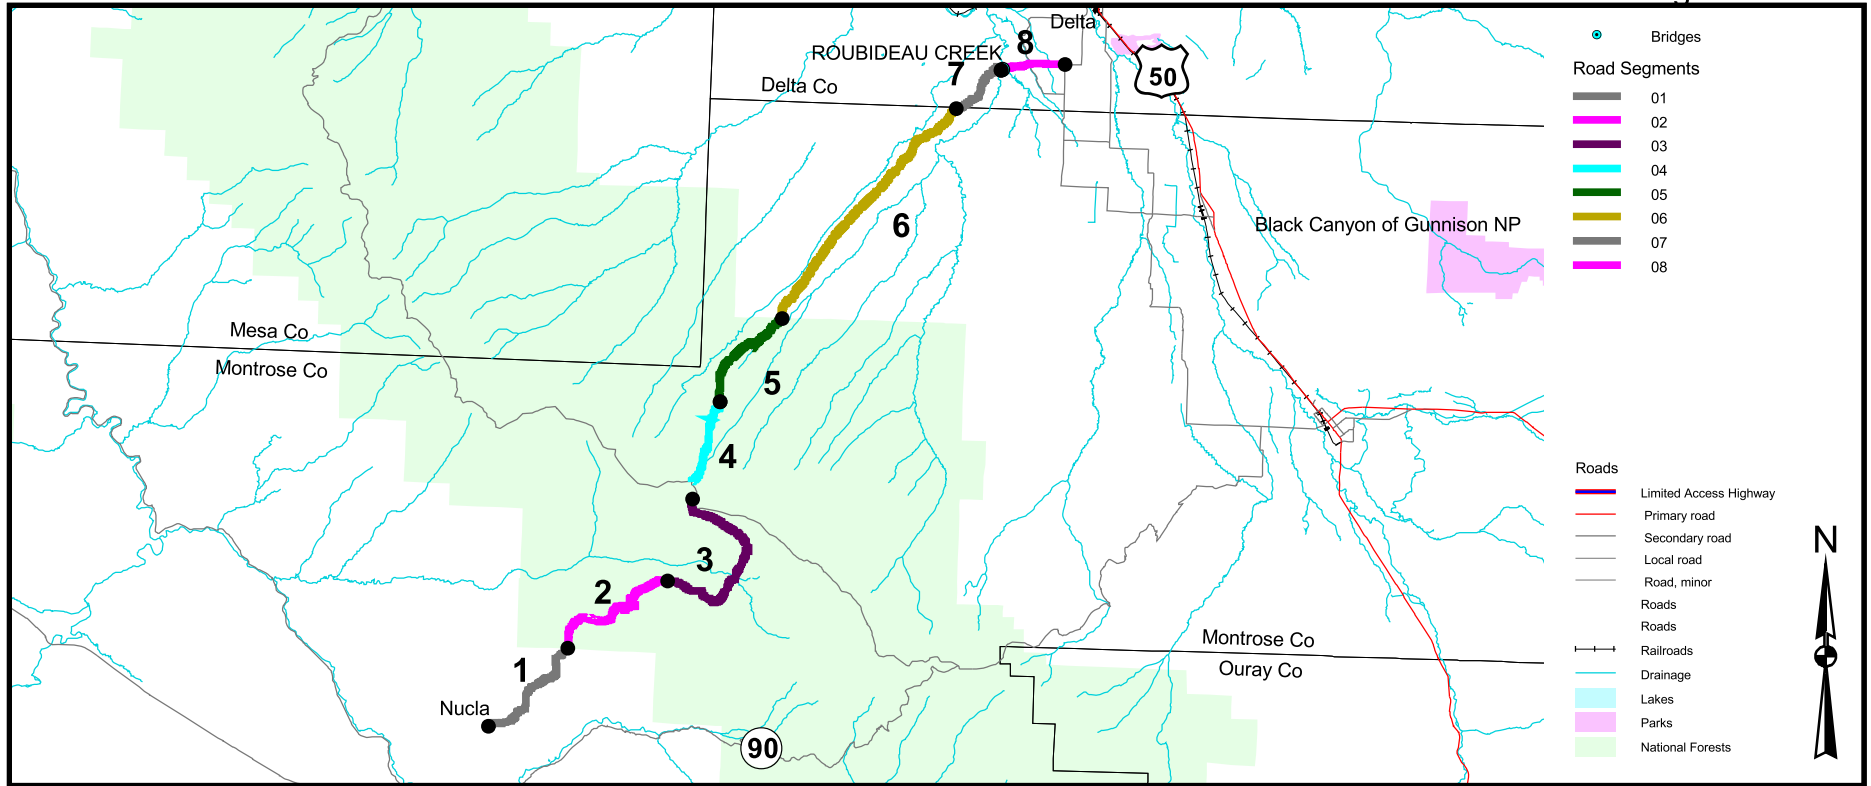 Delta
8
ROUBIDEAU CREEK
7
50
Delta Co
6
Black Canyon of Gunnison NP
Mesa Co
Montrose Co
5
4
3
2
1
Nucla
Montrose Co
Ouray Co
90
Bridges
Road Segments
01
02
03
04
05
06
07
08
Roads
Limited Access Highway
Primary road
Secondary road
Local road
Road, minor
Roads
Roads
Railroads
Drainage
Lakes
Parks
National Forests
N